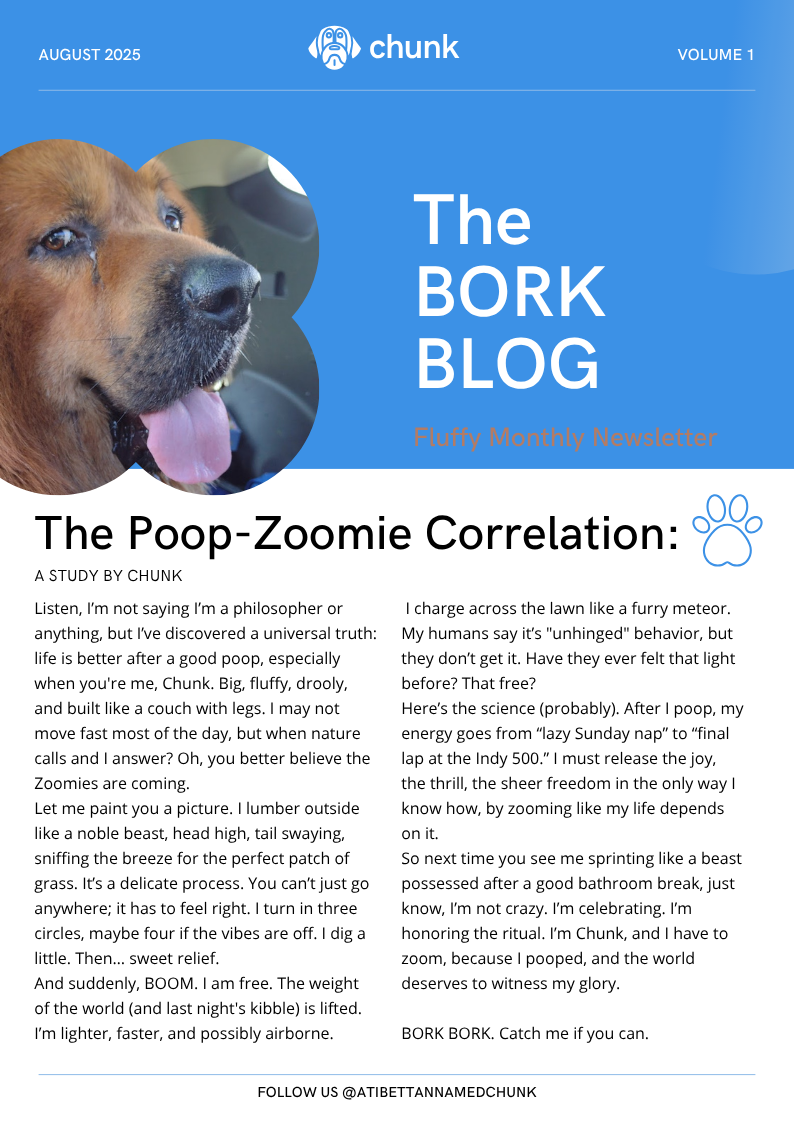 AUGUST 2025
chunk
VOLUME 1
The
BORK
BLOG
Fluffy Monthly Newsletter
The Poop-Zoomie Correlation:
A STUDY BY CHUNK
Listen, I’m not saying I’m a philosopher or
anything, but I’ve discovered a universal truth:
life is better after a good poop, especially
when you're me, Chunk. Big, fluffy, drooly,
and built like a couch with legs. I may not
move fast most of the day, but when nature
calls and I answer? Oh, you better believe the
Zoomies are coming.
Let me paint you a picture. I lumber outside
like a noble beast, head high, tail swaying,
sniffing the breeze for the perfect patch of
grass. It’s a delicate process. You can’t just go
anywhere; it has to feel right. I turn in three
circles, maybe four if the vibes are off. I dig a
little. Then... sweet relief.
And suddenly, BOOM. I am free. The weight
of the world (and last night's kibble) is lifted.
I’m lighter, faster, and possibly airborne.
I charge across the lawn like a furry meteor.
My humans say it’s "unhinged" behavior, but
they don’t get it. Have they ever felt that light
before? That free?
Here’s the science (probably). After I poop, my
energy goes from “lazy Sunday nap” to “final
lap at the Indy 500.” I must release the joy,
the thrill, the sheer freedom in the only way I
know how, by zooming like my life depends
on it.
So next time you see me sprinting like a beast
possessed after a good bathroom break, just
know, I’m not crazy. I’m celebrating. I’m
honoring the ritual. I’m Chunk, and I have to
zoom, because I pooped, and the world
deserves to witness my glory.
BORK BORK. Catch me if you can.
FOLLOW US @ATIBETTANNAMEDCHUNK